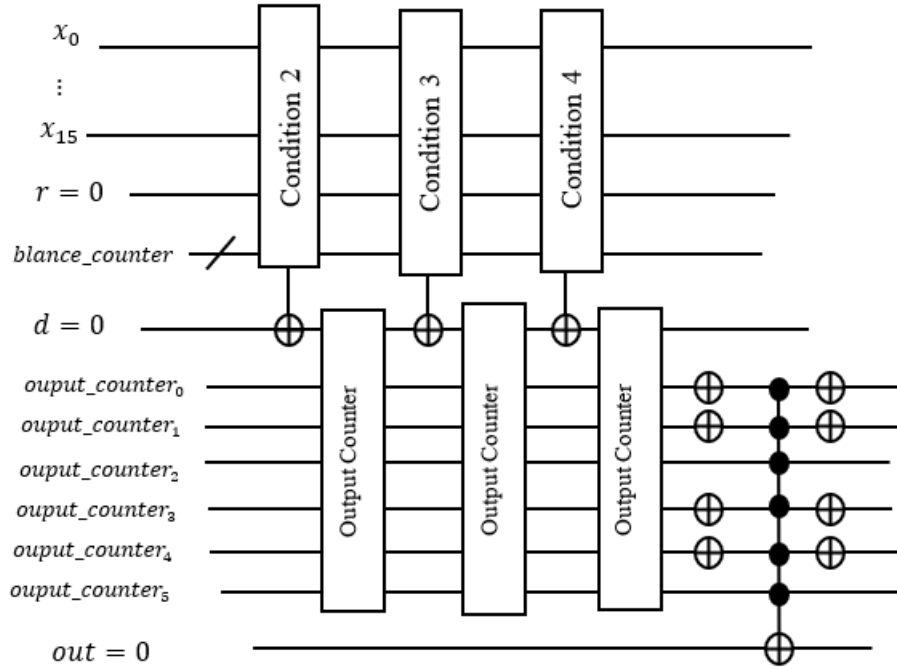 x0
⋮
x15
r = 0
blance_counter
d = 0
ouput_counter0
ouput_counter1
ouput_counter2
ouput_counter3
ouput_counter4
ouput_counter5
out = 0
Condition 2
Condition 3
Condition 4
Output Counter
Output Counter
Output Counter